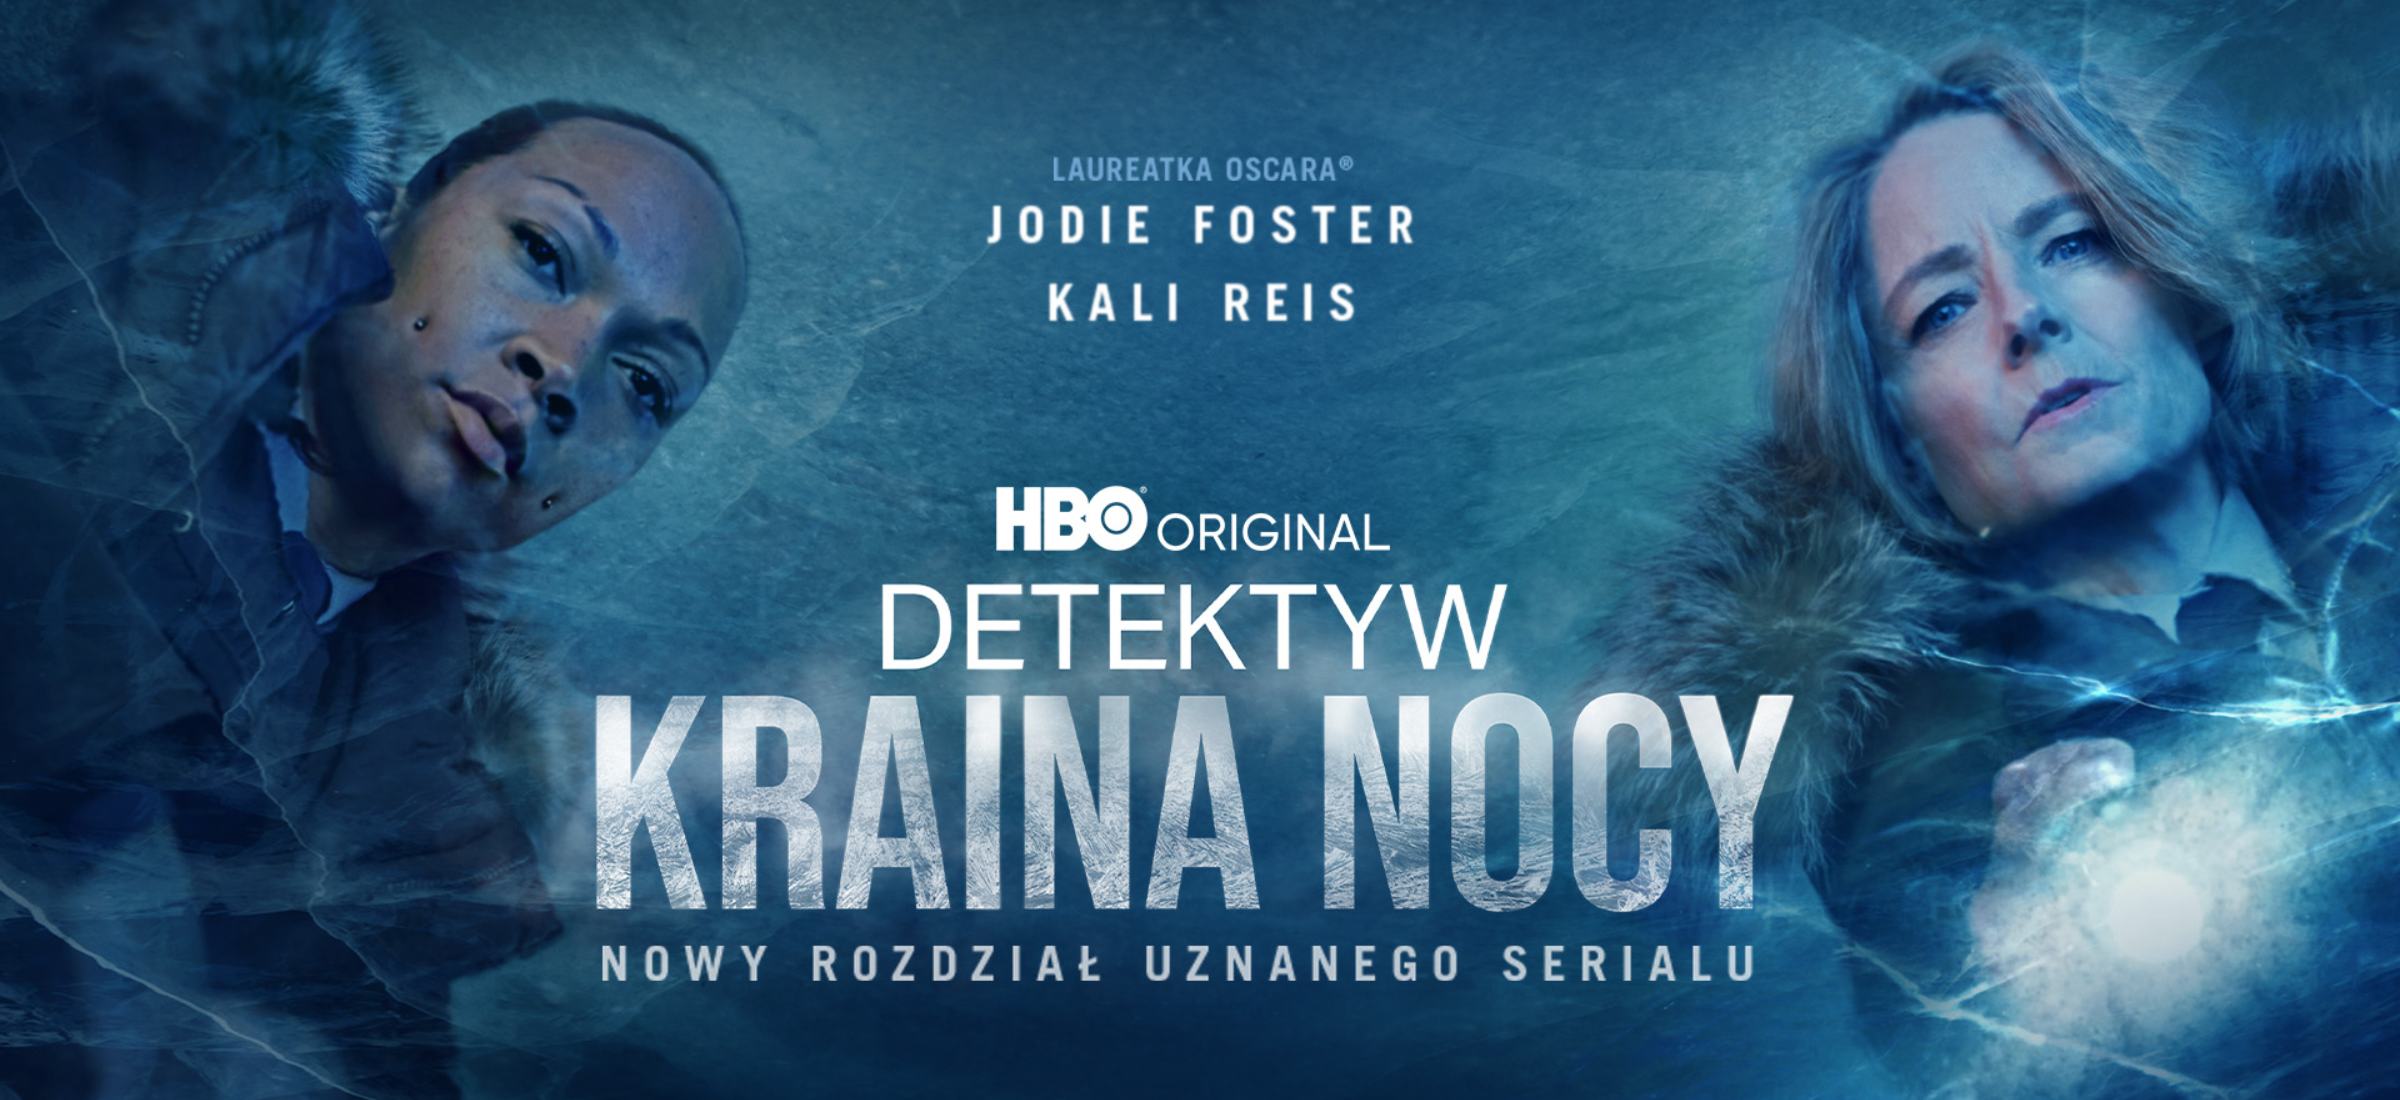 LAUREATKA OSCARA®
JODIE FOSTER
KALI REIS
HBO® ORIGINAL
DETEKTYW
KRAINA NOCY
NOWY ROZDZIAŁ UZNANEGO SERIALU